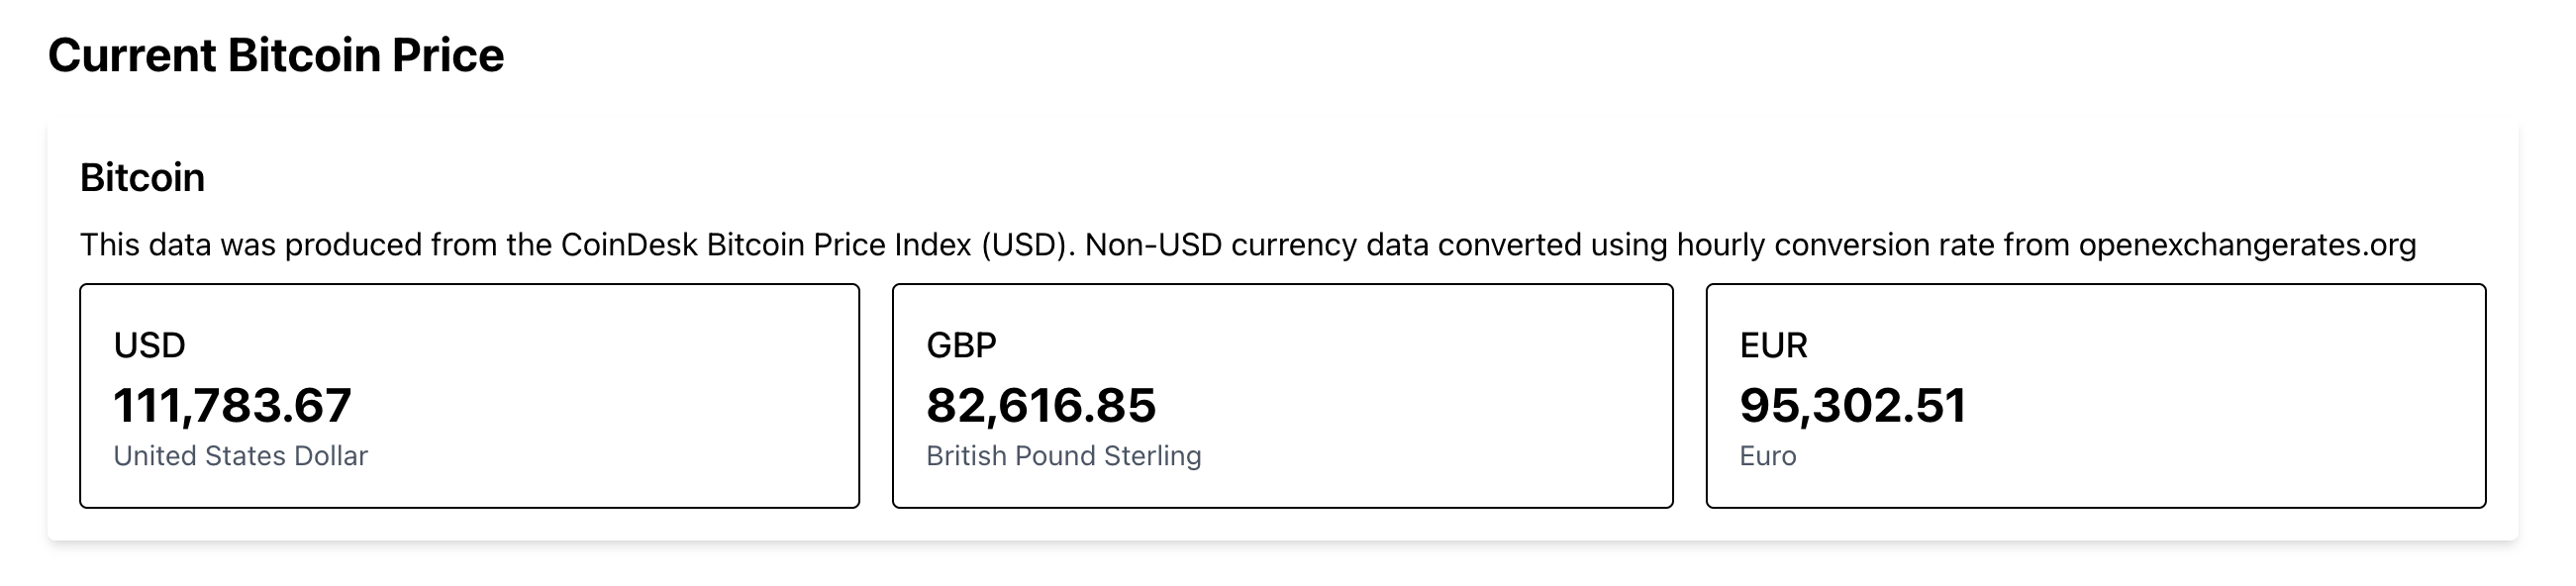 Current Bitcoin Price
Bitcoin
This data was produced from the CoinDesk Bitcoin Price Index (USD). Non-USD currency data converted using hourly conversion rate from openexchangerates.org
USD
111,783.67
United States Dollar
GBP
82,616.85
British Pound Sterling
EUR
95,302.51
Euro